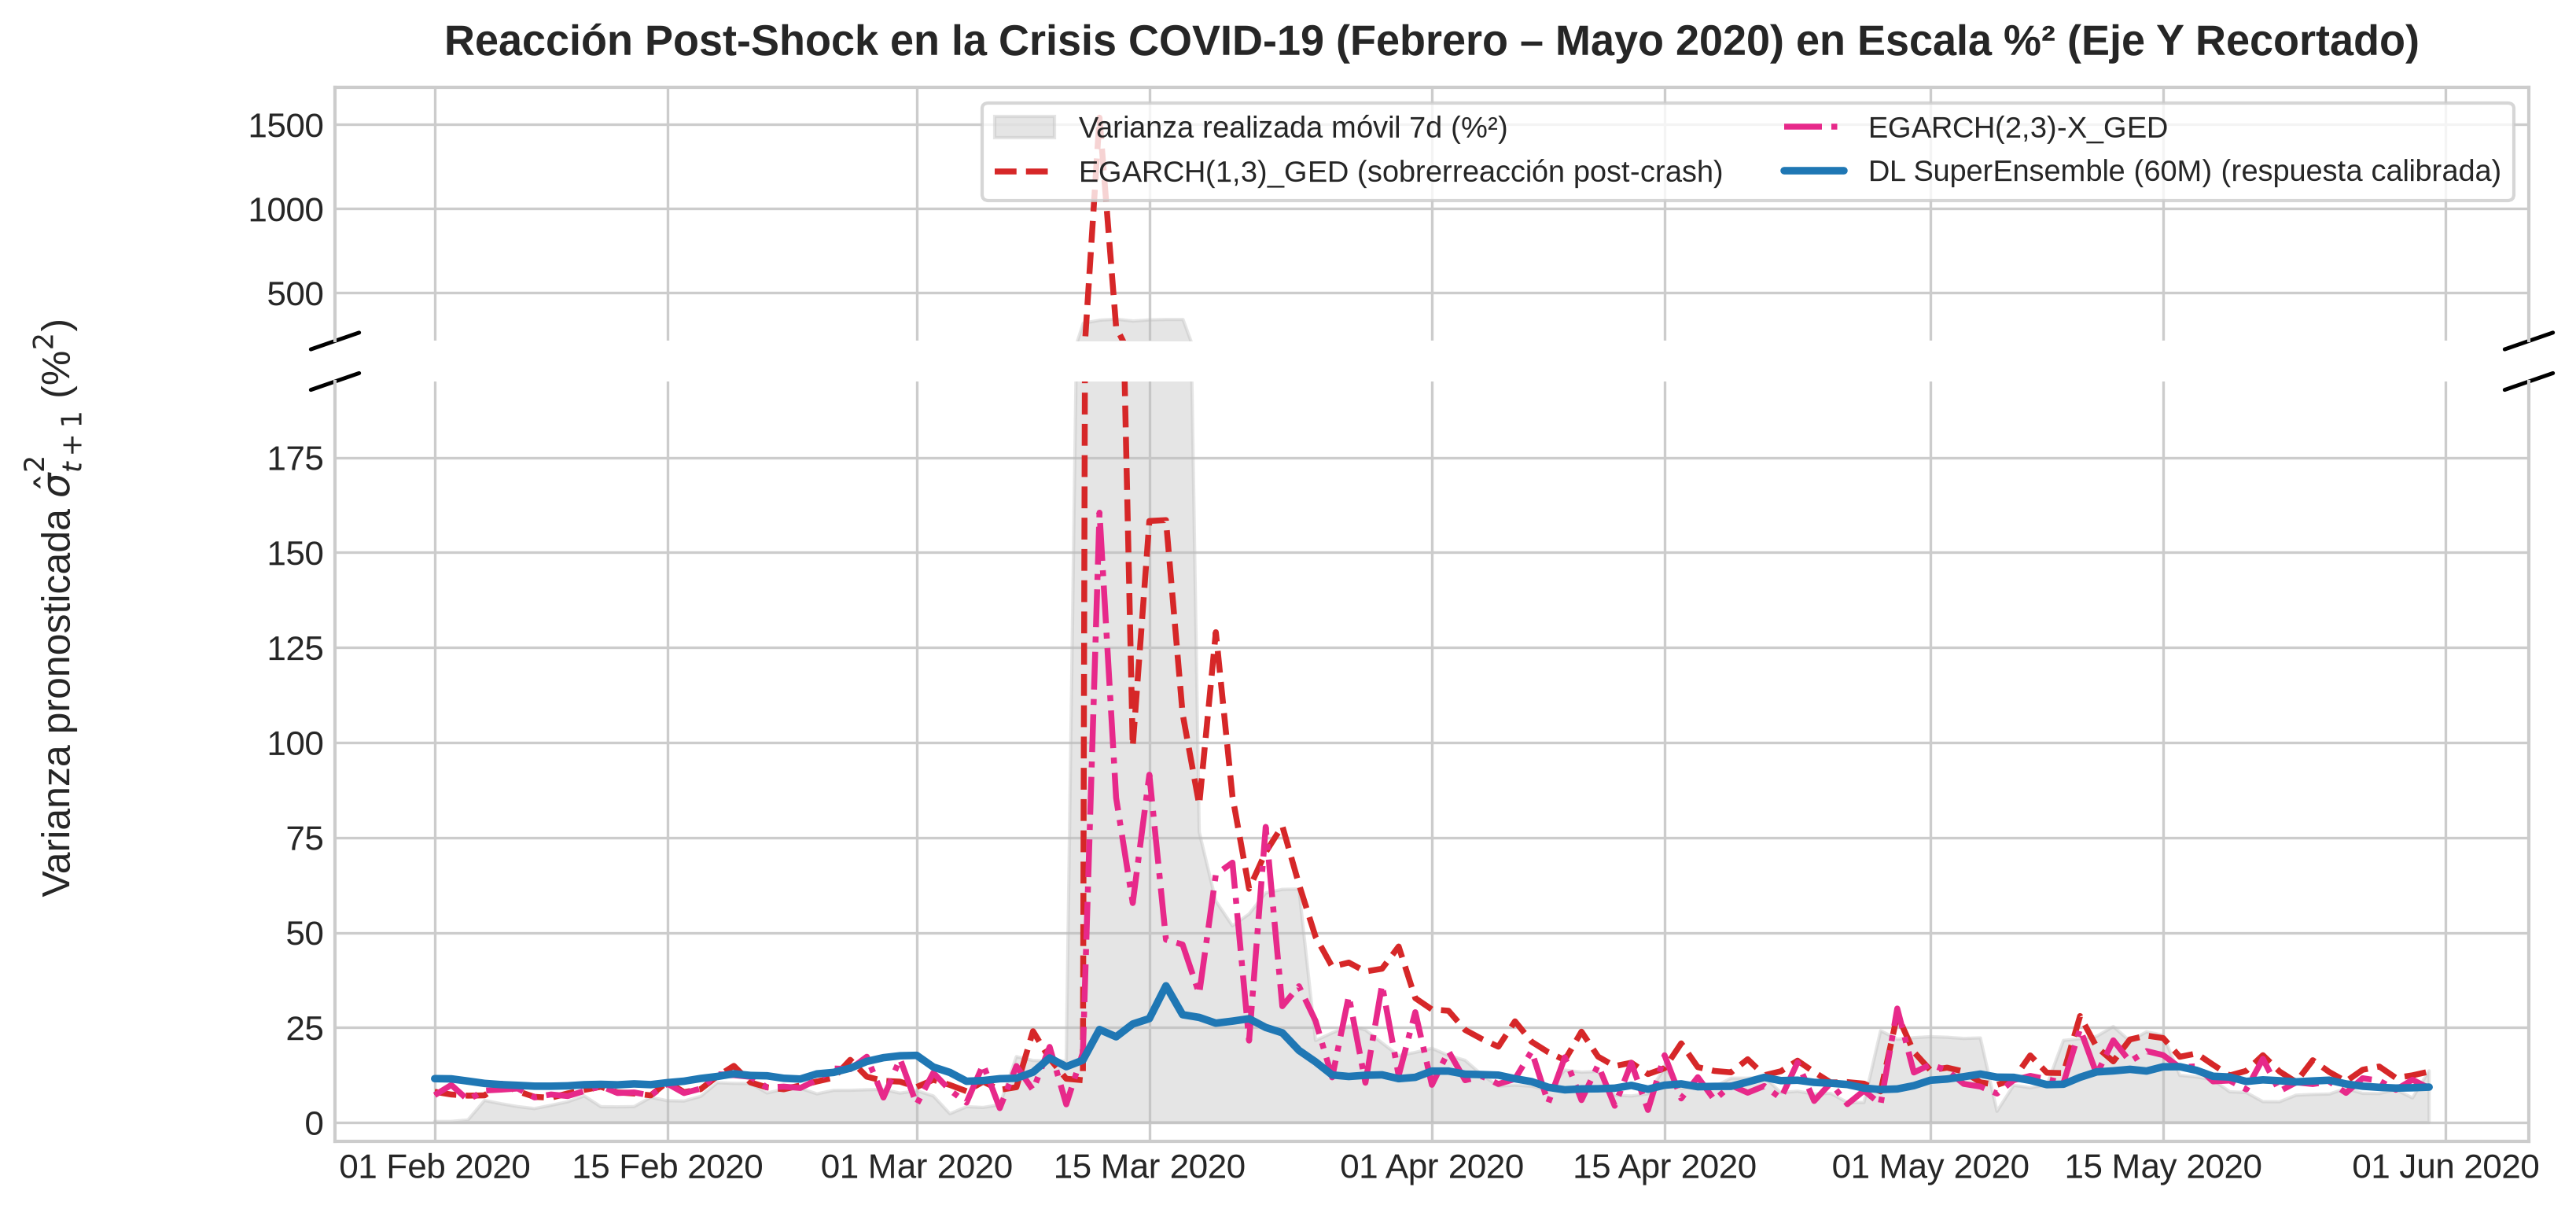 Reacción Post-Shock en la Crisis COVID-19 (Febrero – Mayo 2020) en Escala %² (Eje Y Recortado)
Varianza realizada móvil 7d (%²)
EGARCH(1,3)_GED (sobrerreacción post-crash)
EGARCH(2,3)-X_GED
DL SuperEnsemble (60M) (respuesta calibrada)
Varianza pronosticada σ̂²ₜ₊₁ (%²)
1500
1000
500
175
150
125
100
75
50
25
0
01 Feb 2020
15 Feb 2020
01 Mar 2020
15 Mar 2020
01 Apr 2020
15 Apr 2020
01 May 2020
15 May 2020
01 Jun 2020